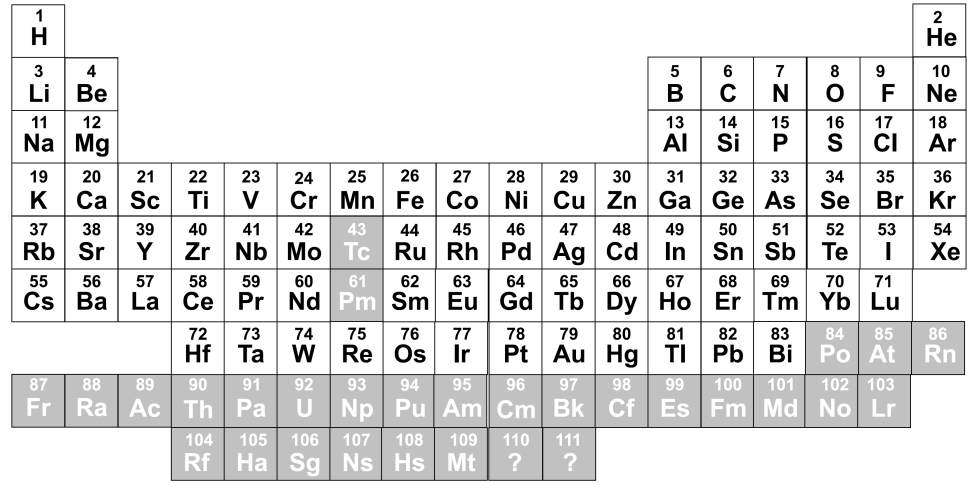 1 2
H He
3 4 5 6 7 8 9 10
Li Be B C N O F Ne
11 12 13 14 15 16 17 18
Na Mg Al Si P S Cl Ar
19 20 21 22 23 24 25 26 27 28 29 30 31 32 33 34 35 36
K Ca Sc Ti V Cr Mn Fe Co Ni Cu Zn Ga Ge As Se Br Kr
37 38 39 40 41 42 43 44 45 46 47 48 49 50 51 52 53 54
Rb Sr Y Zr Nb Mo Tc Ru Rh Pd Ag Cd In Sn Sb Te I Xe
55 56 57 58 59 60 61 62 63 64 65 66 67 68 69 70 71
Cs Ba La Ce Pr Nd Pm Sm Eu Gd Tb Dy Ho Er Tm Yb Lu
72 73 74 75 76 77 78 79 80 81 82 83 84 85 86
Hf Ta W Re Os Ir Pt Au Hg Tl Pb Bi Po At Rn
87 88 89 90 91 92 93 94 95 96 97 98 99 100 101 102 103
Fr Ra Ac Th Pa U Np Pu Am Cm Bk Cf Es Fm Md No Lr
104 105 106 107 108 109 110 111
Rf Ha Sg Ns Hs Mt ? ?